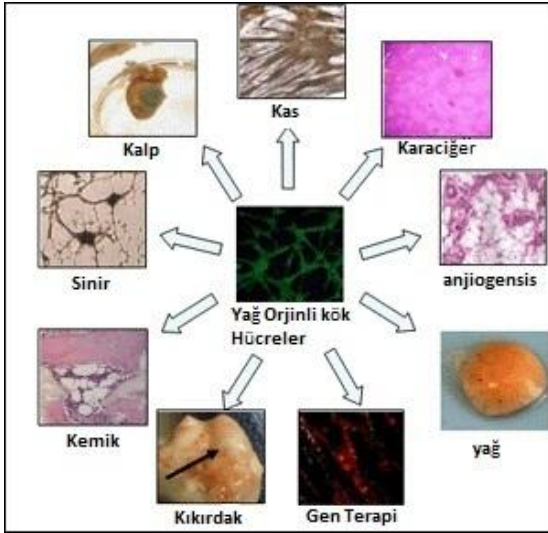 Kas
Kalp
Karaciğer
Sinir
anjiogensis
Yağ Orjinli kök
Hücreler
Kemik
yağ
Kıkırdak
Gen Terapi